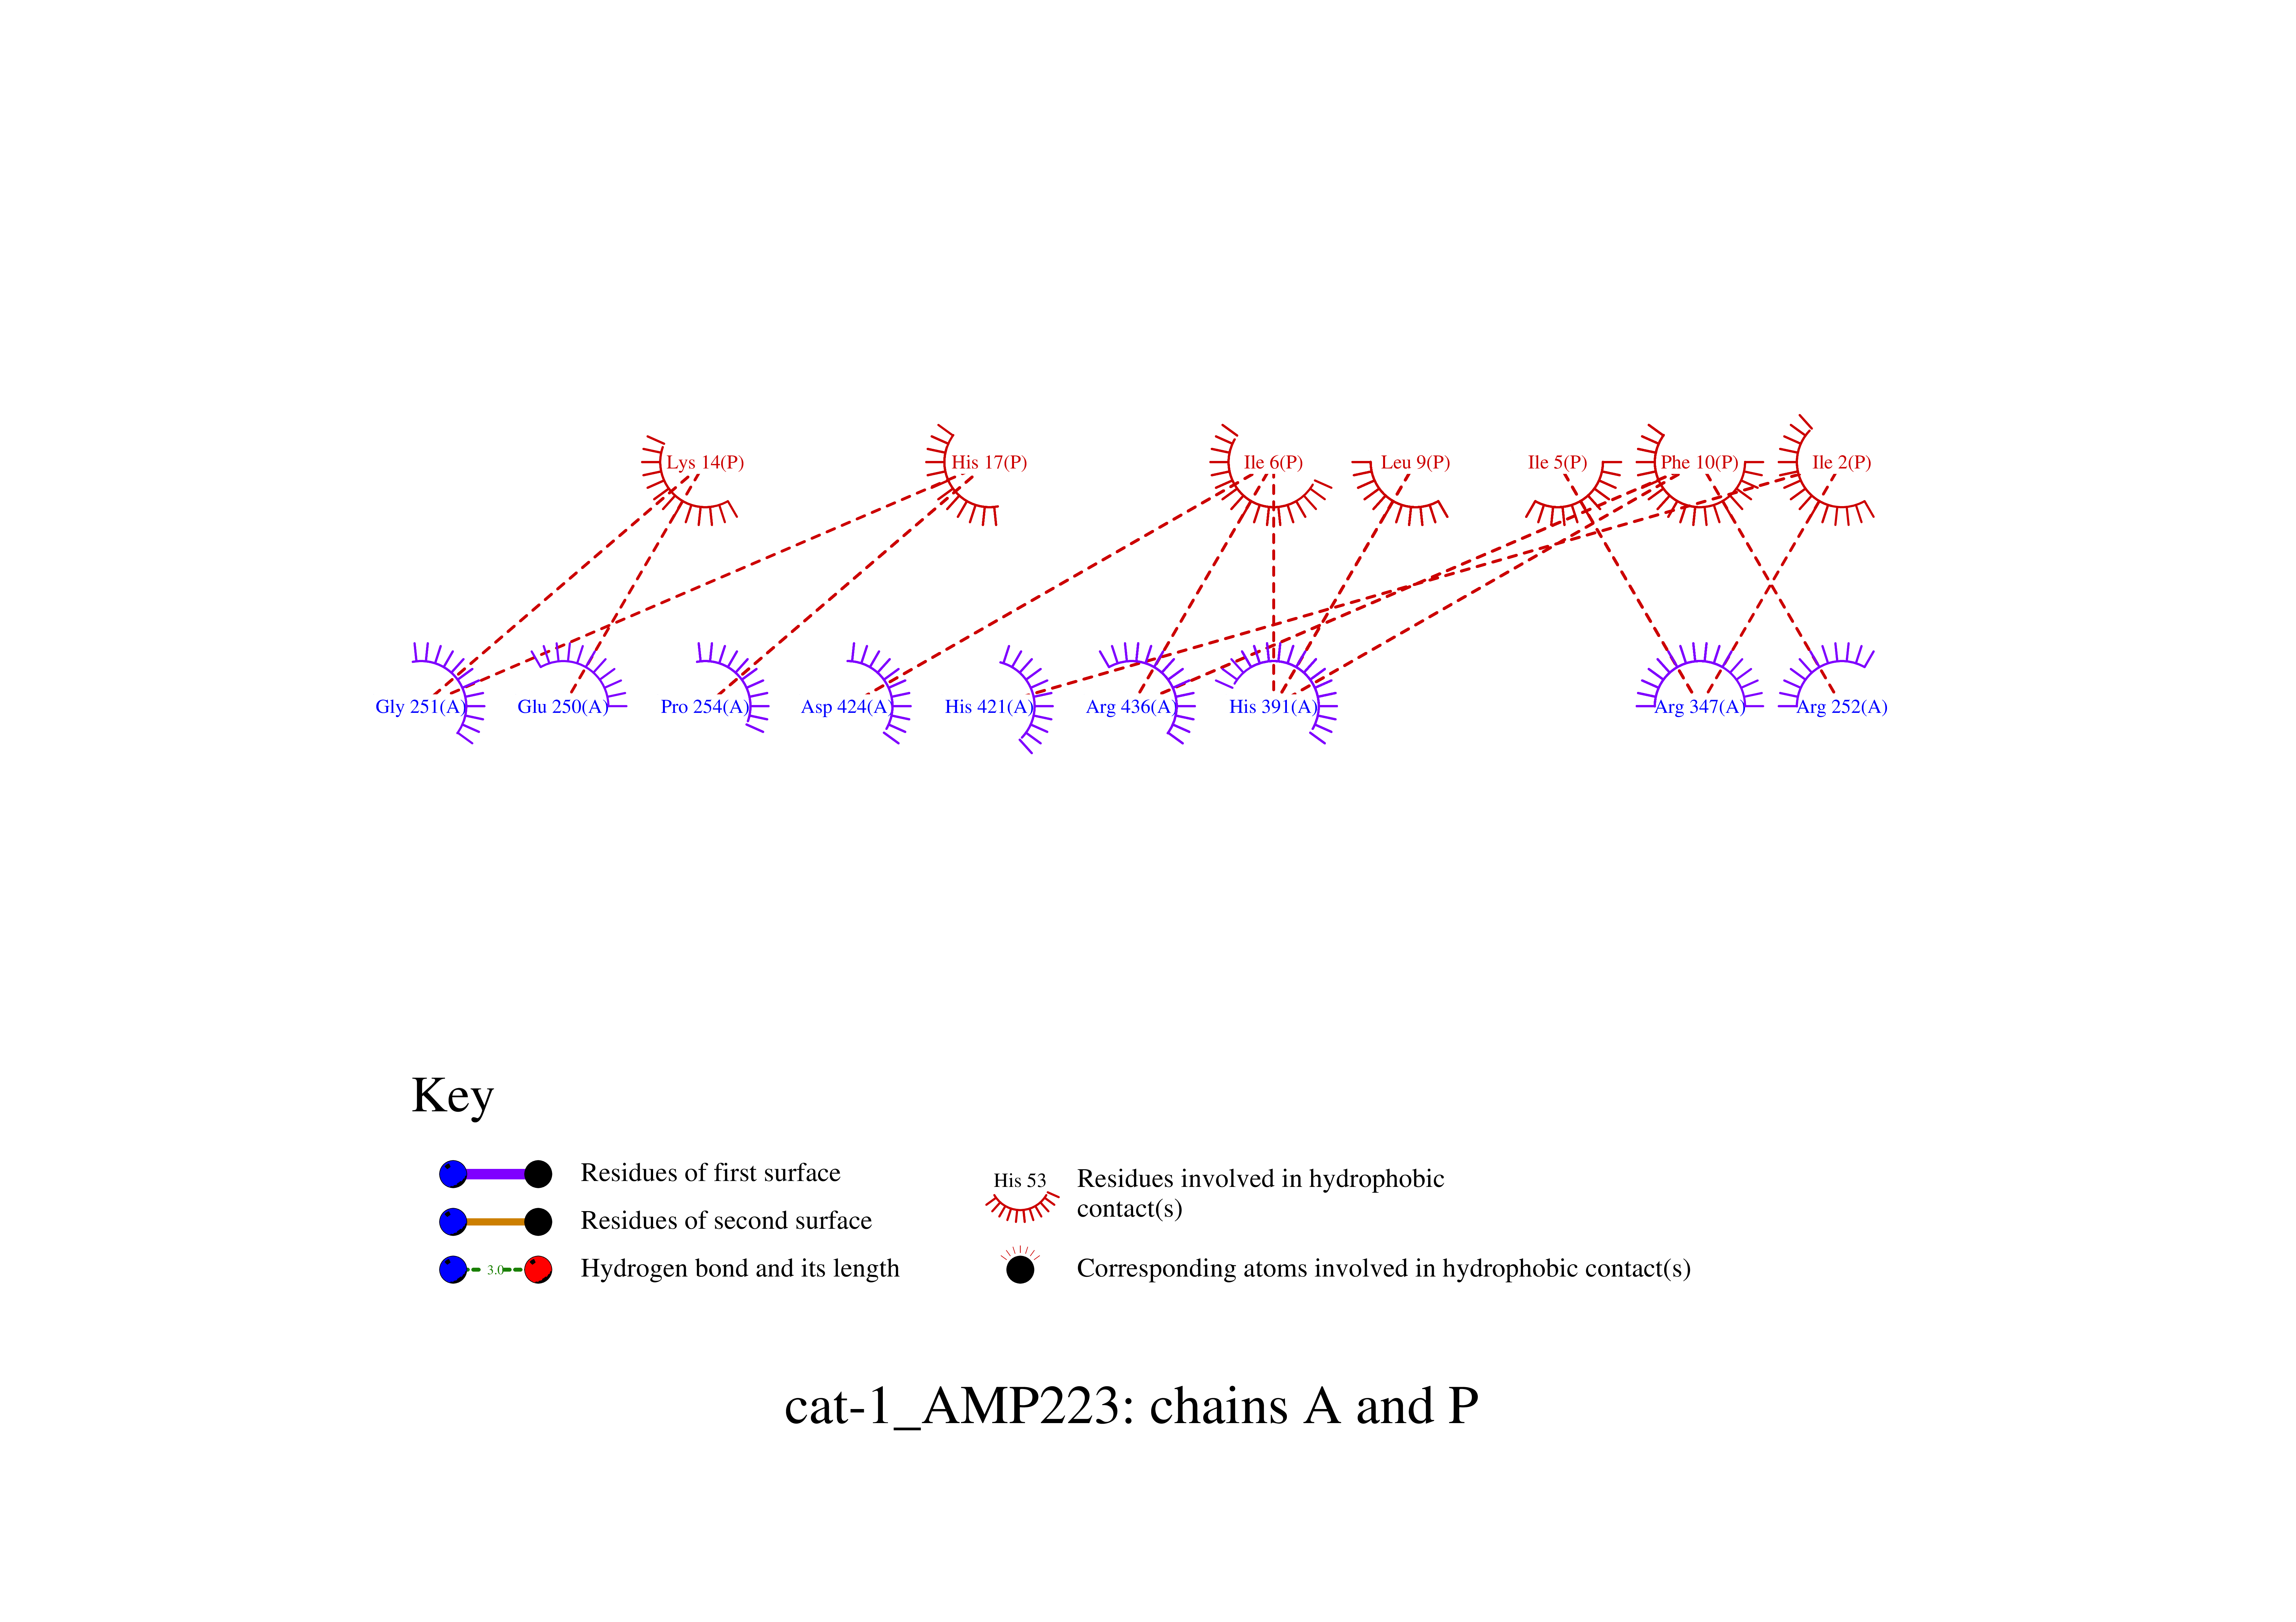 Lys 14(P) His 17(P) Ile 6(P) Leu 9(P) Ile 5(P) Phe 10(P) Ile 2(P)
Gly 251(A) Glu 250(A) Pro 254(A) Asp 424(A) His 421(A) Arg 436(A) His 391(A) Arg 347(A) Arg 252(A)
Key
Residues of first surface
Residues of second surface
3.0 Hydrogen bond and its length
His 53 Residues involved in hydrophobic
contact(s)
Corresponding atoms involved in hydrophobic contact(s)
cat-1_AMP223: chains A and P